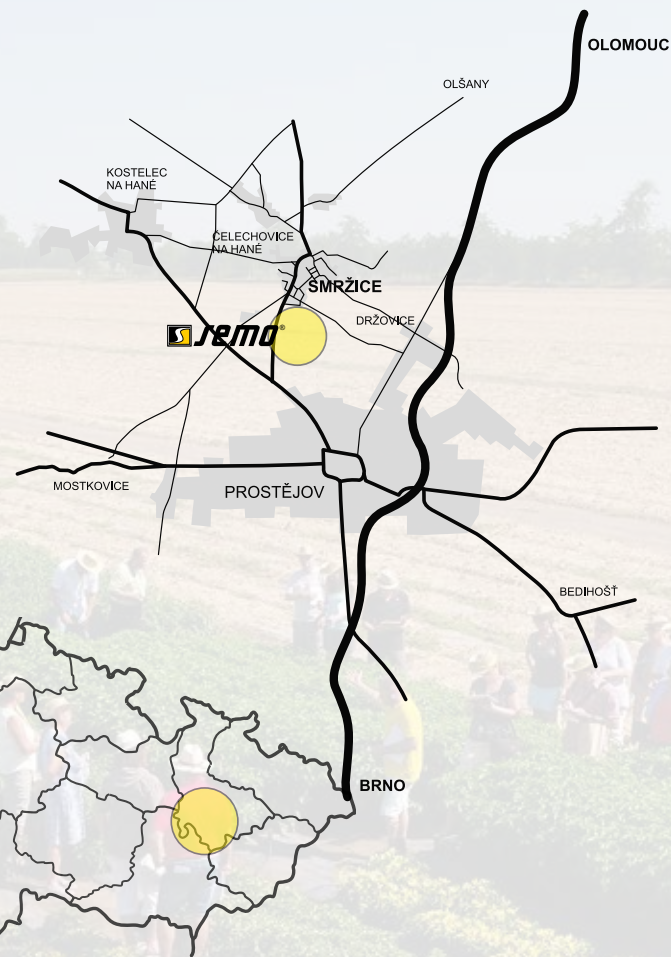 OLOMOUC
OLŠANY
KOSTELEC
NA HANÉ
ČELECHOVICE
NA HANÉ
SMRŽICE
DRŽOVICE
semo®
MOSTKOVICE
PROSTĚJOV
BEDIHOŠŤ
BRNO